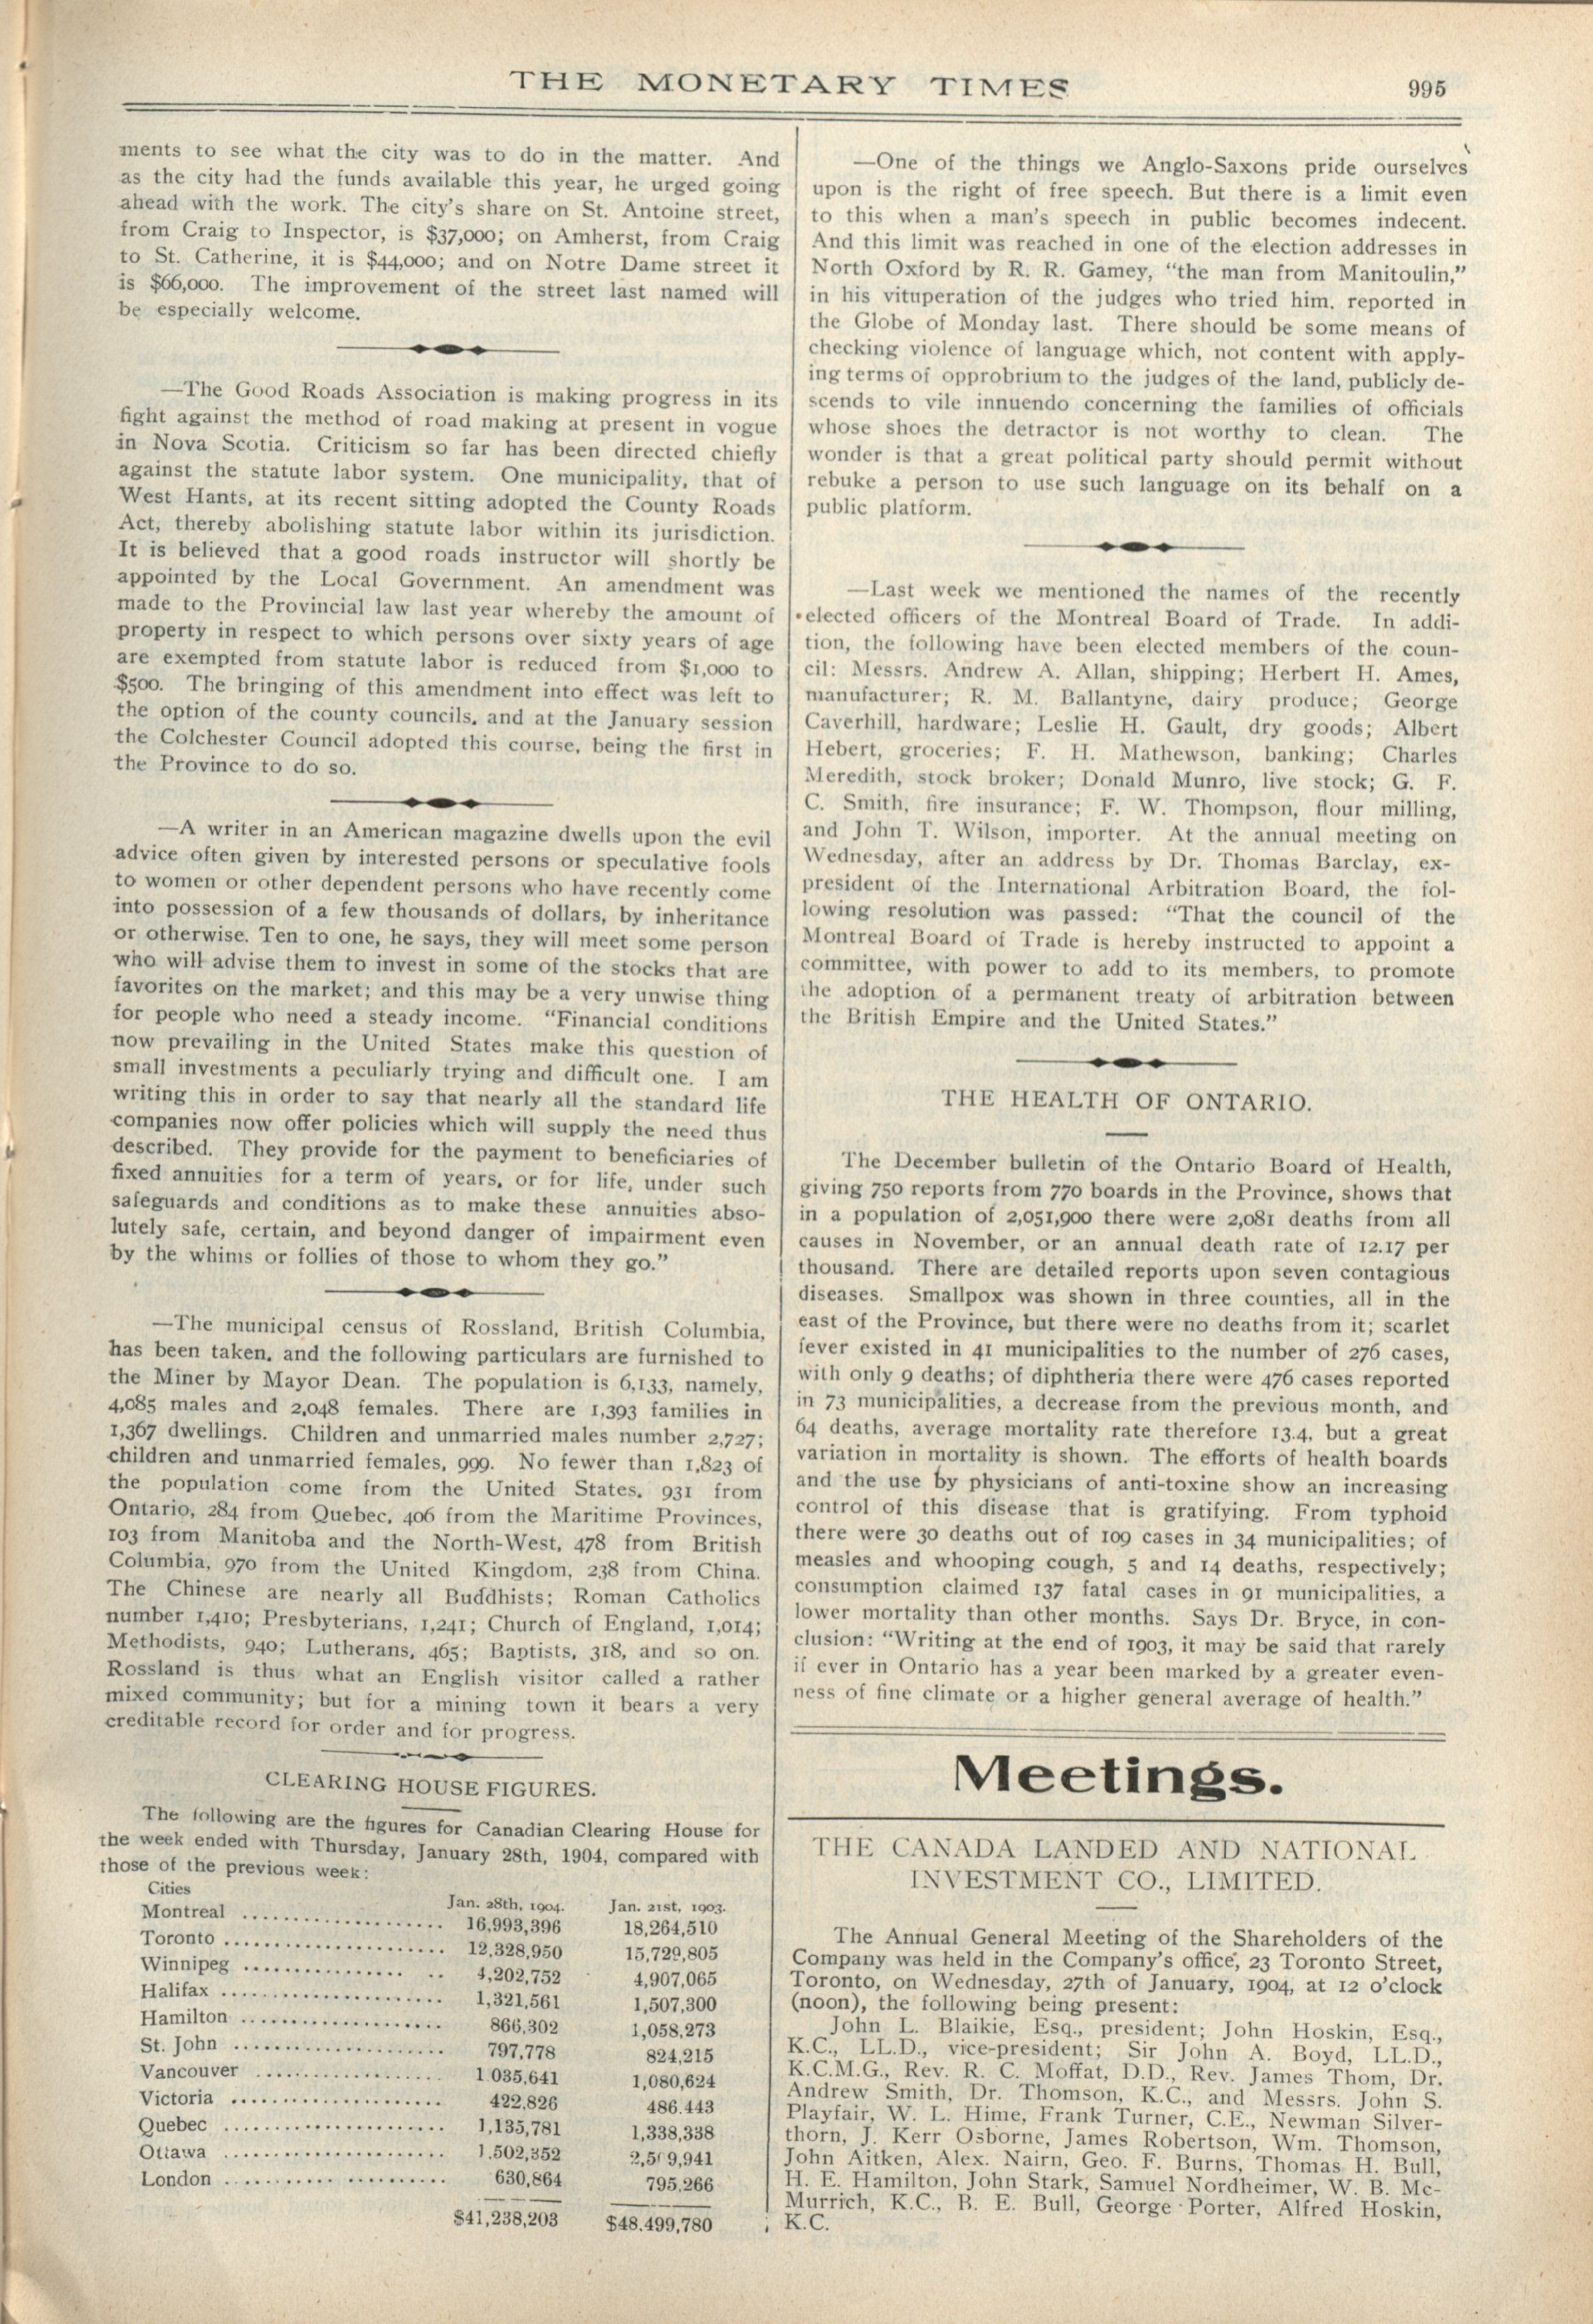 THE MONETARY TIMES
995
ments to see what the city was to do in the matter. And
as the city had the funds available this year, he urged going
ahead with the work. The city's share on St. Antoine street,
from Craig to Inspector, is $37,000; on Amherst, from Craig
to St. Catherine, it is $44,000; and on Notre Dame street it
is $66,000. The improvement of the street last named will
be especially welcome.
—The Good Roads Association is making progress in its
fight against the method of road making at present in vogue
in Nova Scotia. Criticism so far has been directed chiefly
against the statute labor system. One municipality, that of
West Hants, at its recent sitting adopted the County Roads
Act, thereby abolishing statute labor within its jurisdiction.
It is believed that a good roads instructor will shortly be
appointed by the Local Government. An amendment was
made to the Provincial law last year whereby the amount of
property in respect to which persons over sixty years of age
are exempted from statute labor is reduced from $1,000 to
$500. The bringing of this amendment into effect was left to
the option of the county councils, and at the January session
the Colchester Council adopted this course, being the first in
the Province to do so.
—A writer in an American magazine dwells upon the evil
advice often given by interested persons or speculative fools
to women or other dependent persons who have recently come
into possession of a few thousands of dollars, by inheritance
or otherwise. Ten to one, he says, they will meet some person
who will advise them to invest in some of the stocks that are
favorites on the market; and this may be a very unwise thing
for people who need a steady income. "Financial conditions
now prevailing in the United States make this question of
small investments a peculiarly trying and difficult one. I am
writing this in order to say that nearly all the standard life
companies now offer policies which will supply the need thus
described. They provide for the payment to beneficiaries of
fixed annuities for a term of years, or for life, under such
safeguards and conditions as to make these annuities abso-
lutely safe, certain, and beyond danger of impairment even
by the whims or follies of those to whom they go."
—The municipal census of Rossland, British Columbia,
has been taken, and the following particulars are furnished to
the Miner by Mayor Dean. The population is 6,133, namely,
4,085 males and 2,048 females. There are 1,393 families in
1,367 dwellings. Children and unmarried males number 2,727;
children and unmarried females, 999. No fewer than 1,823 of
the population come from the United States, 931 from
Ontario, 284 from Quebec, 406 from the Maritime Provinces,
103 from Manitoba and the North-West, 478 from British
Columbia, 970 from the United Kingdom, 238 from China.
The Chinese are nearly all Buddhists; Roman Catholics
number 1,410; Presbyterians, 1,241; Church of England, 1,014;
Methodists, 940; Lutherans, 465; Baptists, 318, and so on.
Rossland is thus what an English visitor called a rather
mixed community; but for a mining town it bears a very
creditable record for order and for progress.
CLEARING HOUSE FIGURES.
The following are the figures for Canadian Clearing House for
the week ended with Thursday, January 28th, 1904, compared with
those of the previous week:
Cities Jan. 28th, 1904. Jan. 21st, 1903.
Montreal .................... 16,993,396 18,264,510
Toronto ...................... 12,328,950 15,729,805
Winnipeg .................. 4,202,752 4,907,065
Halifax ...................... 1,321,561 1,507,300
Hamilton .................... 866,302 1,058,273
St. John ..................... 797,778 824,215
Vancouver .................. 1 035,641 1,080,624
Victoria ..................... 422,826 486.443
Quebec ...................... 1,135,781 1,338,338
Ottawa ...................... 1,502,352 2,5 9,941
London ..................... 630,864 795,266
$41,238,203 $48,499,780
—One of the things we Anglo-Saxons pride ourselves
upon is the right of free speech. But there is a limit even
to this when a man's speech in public becomes indecent.
And this limit was reached in one of the election addresses in
North Oxford by R. R. Gamey, "the man from Manitoulin,"
in his vituperation of the judges who tried him, reported in
the Globe of Monday last. There should be some means of
checking violence of language which, not content with apply-
ing terms of opprobrium to the judges of the land, publicly de-
scends to vile innuendo concerning the families of officials
whose shoes the detractor is not worthy to clean. The
wonder is that a great political party should permit without
rebuke a person to use such language on its behalf on a
public platform.
—Last week we mentioned the names of the recently
elected officers of the Montreal Board of Trade. In addi-
tion, the following have been elected members of the coun-
cil: Messrs. Andrew A. Allan, shipping; Herbert H. Ames,
manufacturer; R. M. Ballantyne, dairy produce; George
Caverhill, hardware; Leslie H. Gault, dry goods; Albert
Hebert, groceries; F. H. Mathewson, banking; Charles
Meredith, stock broker; Donald Munro, live stock; G. F.
C. Smith, fire insurance; F. W. Thompson, flour milling,
and John T. Wilson, importer. At the annual meeting on
Wednesday, after an address by Dr. Thomas Barclay, ex-
president of the International Arbitration Board, the fol-
lowing resolution was passed: "That the council of the
Montreal Board of Trade is hereby instructed to appoint a
committee, with power to add to its members, to promote
the adoption of a permanent treaty of arbitration between
the British Empire and the United States."
THE HEALTH OF ONTARIO.
The December bulletin of the Ontario Board of Health,
giving 750 reports from 770 boards in the Province, shows that
in a population of 2,051,900 there were 2,081 deaths from all
causes in November, or an annual death rate of 12.17 per
thousand. There are detailed reports upon seven contagious
diseases. Smallpox was shown in three counties, all in the
east of the Province, but there were no deaths from it; scarlet
fever existed in 41 municipalities to the number of 276 cases,
with only 9 deaths; of diphtheria there were 476 cases reported
in 73 municipalities, a decrease from the previous month, and
64 deaths, average mortality rate therefore 13.4, but a great
variation in mortality is shown. The efforts of health boards
and the use by physicians of anti-toxine show an increasing
control of this disease that is gratifying. From typhoid
there were 30 deaths out of 109 cases in 34 municipalities; of
measles and whooping cough, 5 and 14 deaths, respectively;
consumption claimed 137 fatal cases in 91 municipalities, a
lower mortality than other months. Says Dr. Bryce, in con-
clusion: "Writing at the end of 1903, it may be said that rarely
if ever in Ontario has a year been marked by a greater even-
ness of fine climate or a higher general average of health."
Meetings.
THE CANADA LANDED AND NATIONAL
INVESTMENT CO., LIMITED.
The Annual General Meeting of the Shareholders of the
Company was held in the Company's office, 23 Toronto Street,
Toronto, on Wednesday, 27th of January, 1904, at 12 o'clock
(noon), the following being present:
John L. Blaikie, Esq., president; John Hoskin, Esq.,
K.C., LL.D., vice-president; Sir John A. Boyd, LL.D.,
K.C.M.G., Rev. R. C. Moffat, D.D., Rev. James Thom, Dr.
Andrew Smith, Dr. Thomson, K.C., and Messrs. John S.
Playfair, W. L. Hime, Frank Turner, C.E., Newman Silver-
thorn, J. Kerr Osborne, James Robertson, Wm. Thomson,
John Aitken, Alex. Nairn, Geo. F. Burns, Thomas H. Bull,
H. E. Hamilton, John Stark, Samuel Nordheimer, W. B. Mc-
Murrich, K.C., B. E. Bull, George Porter, Alfred Hoskin,
K.C.